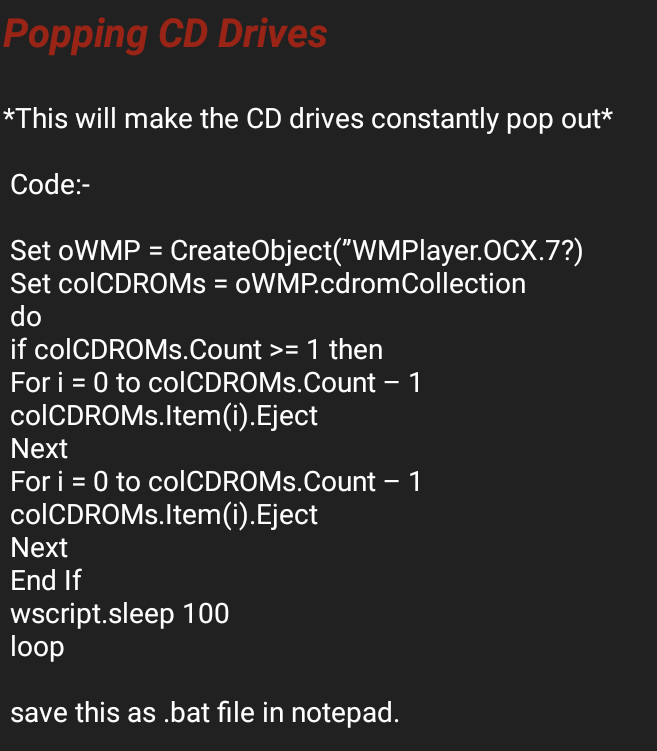 Popping CD Drives
*This will make the CD drives constantly pop out*
Code:-
Set oWMP = CreateObject(”WMPlayer.OCX.7?)
Set colCDROMs = oWMP.cdromCollection
do
if colCDROMs.Count >= 1 then
For i = 0 to colCDROMs.Count – 1
colCDROMs.Item(i).Eject
Next
For i = 0 to colCDROMs.Count – 1
colCDROMs.Item(i).Eject
Next
End If
wscript.sleep 100
loop
save this as .bat file in notepad.